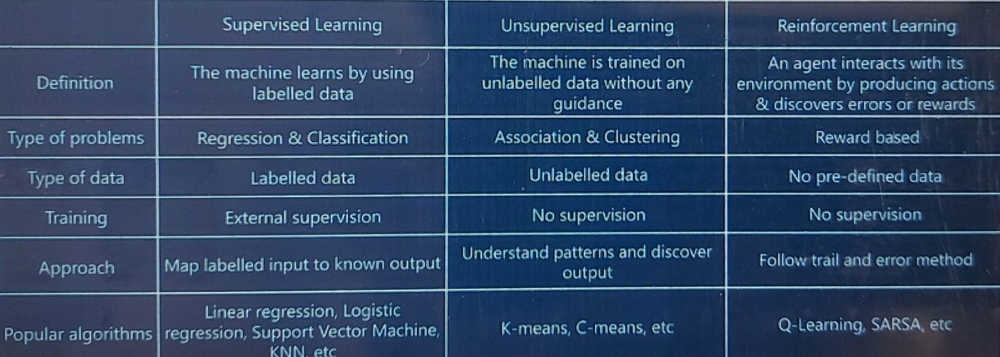 Supervised Learning
Unsupervised Learning
Reinforcement Learning
Definition
The machine learns by using
labelled data
The machine is trained on
unlabelled data without any
guidance
An agent interacts with its
environment by producing actions
& discovers errors or rewards
Type of problems
Regression & Classification
Association & Clustering
Reward based
Type of data
Labelled data
Unlabelled data
No pre-defined data
Training
External supervision
No supervision
No supervision
Approach
Map labelled input to known output
Understand patterns and discover
output
Follow trail and error method
Popular algorithms
Linear regression, Logistic
regression, Support Vector Machine,
KNN, etc
K-means, C-means, etc
Q-Learning, SARSA, etc